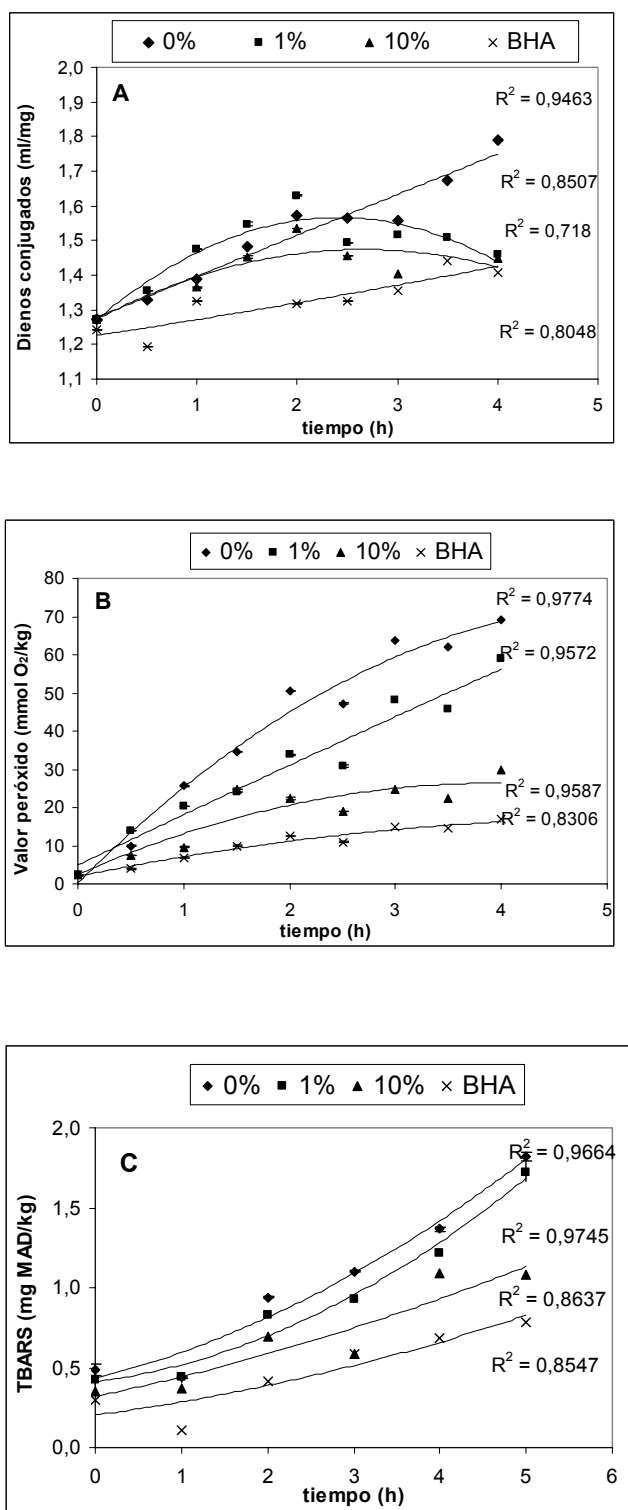 ◆ 0% ■ 1% ▲ 10% × BHA
A
2,0
1,9
1,8
1,7
1,6
1,5
1,4
1,3
1,2
1,1
Dienos conjugados (ml/mg)
R² = 0,9463
R² = 0,8507
R² = 0,718
R² = 0,8048
0 1 2 3 4 5
tiempo (h)
◆ 0% ■ 1% ▲ 10% × BHA
B
80
70
60
50
40
30
20
10
0
Valor peróxido (mmol O₂/kg)
R² = 0,9774
R² = 0,9572
R² = 0,9587
R² = 0,8306
0 1 2 3 4 5
tiempo (h)
◆ 0% ■ 1% ▲ 10% × BHA
C
2,0
1,5
1,0
0,5
0,0
TBARS (mg MAD/kg)
R² = 0,9664
R² = 0,9745
R² = 0,8637
R² = 0,8547
0 1 2 3 4 5 6
tiempo (h)